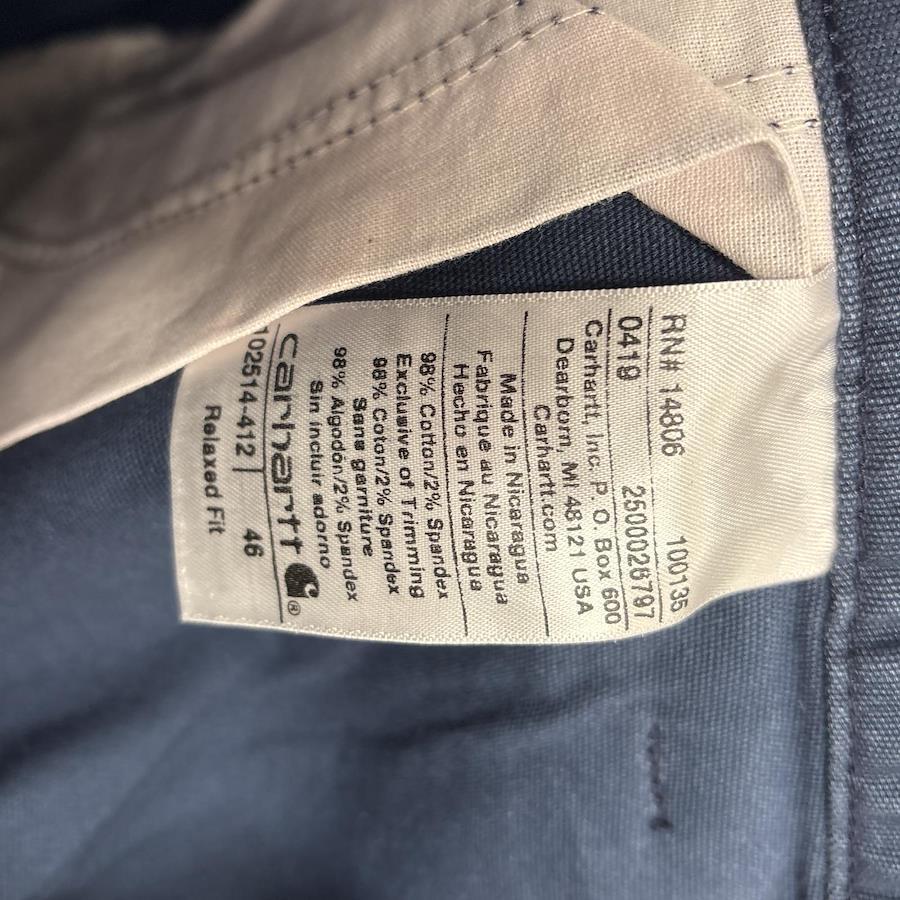 RN# 14806 100135
0419 2500026797
Carhartt, Inc. P.O. Box 600
Dearborn, MI 48121 USA
Carhartt.com
Made in Nicaragua
Fabrique au Nicaragua
Hecho en Nicaragua
98% Cotton/2% Spandex
Exclusive of Trimming
98% Coton/2% Spandex
Sans garniture
98% Algodon/2% Spandex
Sin incluir adorno
carhartt ®
102514-412 46
Relaxed Fit